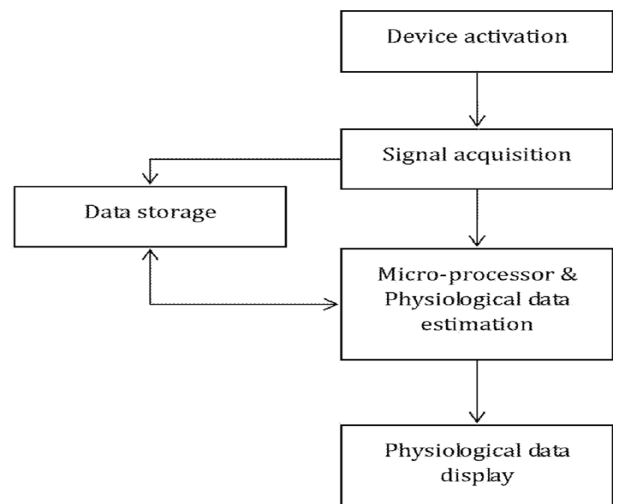 Device activation
Signal acquisition
Data storage
Micro-processor &
Physiological data
estimation
Physiological data
display